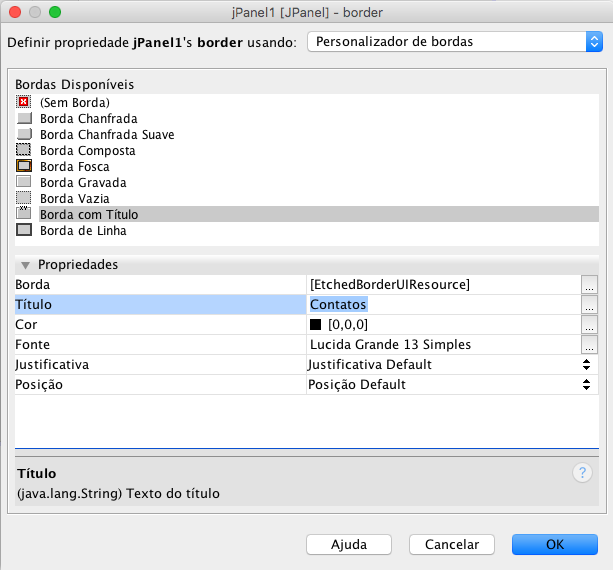 jPanel1 [JPanel] - border
Definir propriedade jPanel1's border usando: Personalizador de bordas
Bordas Disponíveis
(Sem Borda)
Borda Chanfrada
Borda Chanfrada Suave
Borda Composta
Borda Fosca
Borda Gravada
Borda Vazia
XY Borda com Título
Borda de Linha
Propriedades
Borda [EtchedBorderUIResource] ...
Título Contatos ...
Cor [0,0,0] ...
Fonte Lucida Grande 13 Simples ...
Justificativa Justificativa Default
Posição Posição Default
Título ?
(java.lang.String) Texto do título
Ajuda Cancelar OK